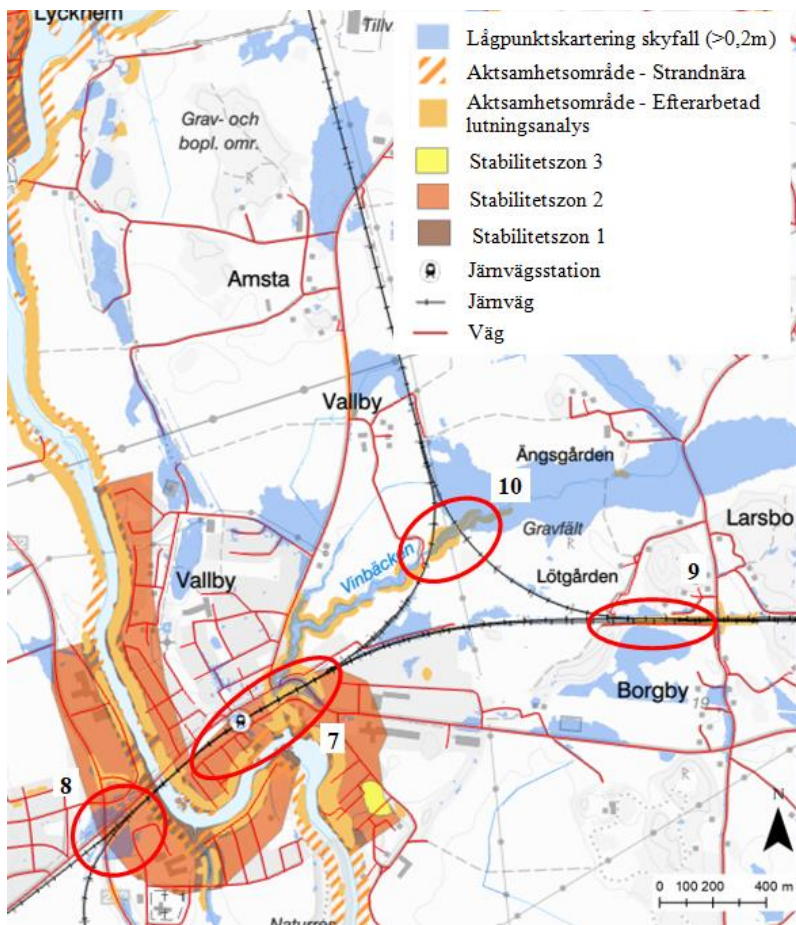 Lyckhem
Tillv.
Grav- och
bopl. omr.
Amsta
Lågpunktskartering skyfall (>0,2m)
Aktsamhetsområde - Strandnära
Aktsamhetsområde - Efterarbetad
lutningsanalys
Stabilitetszon 3
Stabilitetszon 2
Stabilitetszon 1
Järnvägsstation
Järnväg
Väg
Vallby
Ängsgården
10
Gravfält
Larsbo
Vinbäcken
Vallby
Lötgården
9
Borgby
19
7
8
N
0 100 200 400 m
Naturres